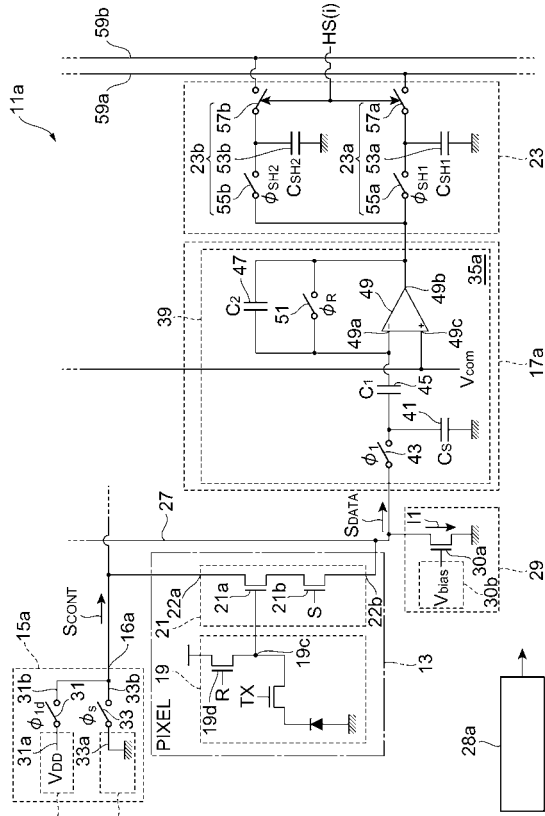 11a
15a
31b
ϕ1d
31
31a
VDD
ϕS
33
33a
33b
16a
SCONT
27
PIXEL
19
19d
R
TX
19c
21
22a
21a
21b
S
22b
13
SDATA
I1
Vbias
30a
30b
29
28a
39
C2
47
51
ϕR
49
49a
49b
49c
35a
C1
45
ϕ1
43
41
CS
Vcom
17a
23b
55b
ϕSH2
53b
CSH2
57b
23a
55a
ϕSH1
53a
CSH1
57a
23
HS(i)
59a
59b